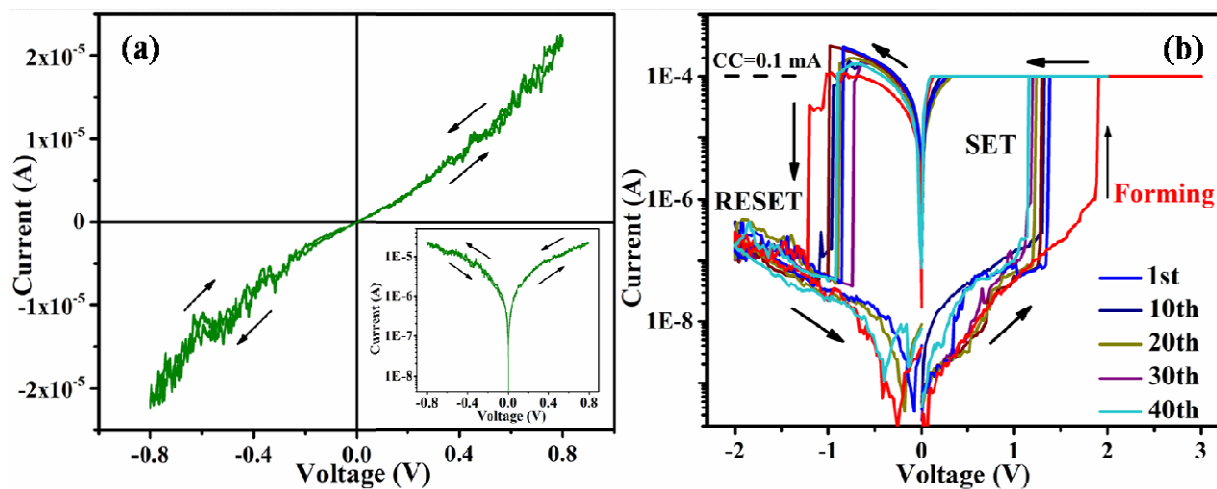 (a)
2x10⁻⁵
1x10⁻⁵
0
-1x10⁻⁵
-2x10⁻⁵
Current (A)
-0.8
-0.4
0.0
0.4
0.8
Voltage (V)
1E-5
1E-6
1E-7
1E-8
Current (A)
-0.8
-0.4
0.0
0.4
0.8
Voltage (V)
(b)
CC=0.1 mA
1E-4
1E-6
1E-8
Current (A)
SET
RESET
Forming
1st
10th
20th
30th
40th
-2
-1
0
1
2
3
Voltage (V)